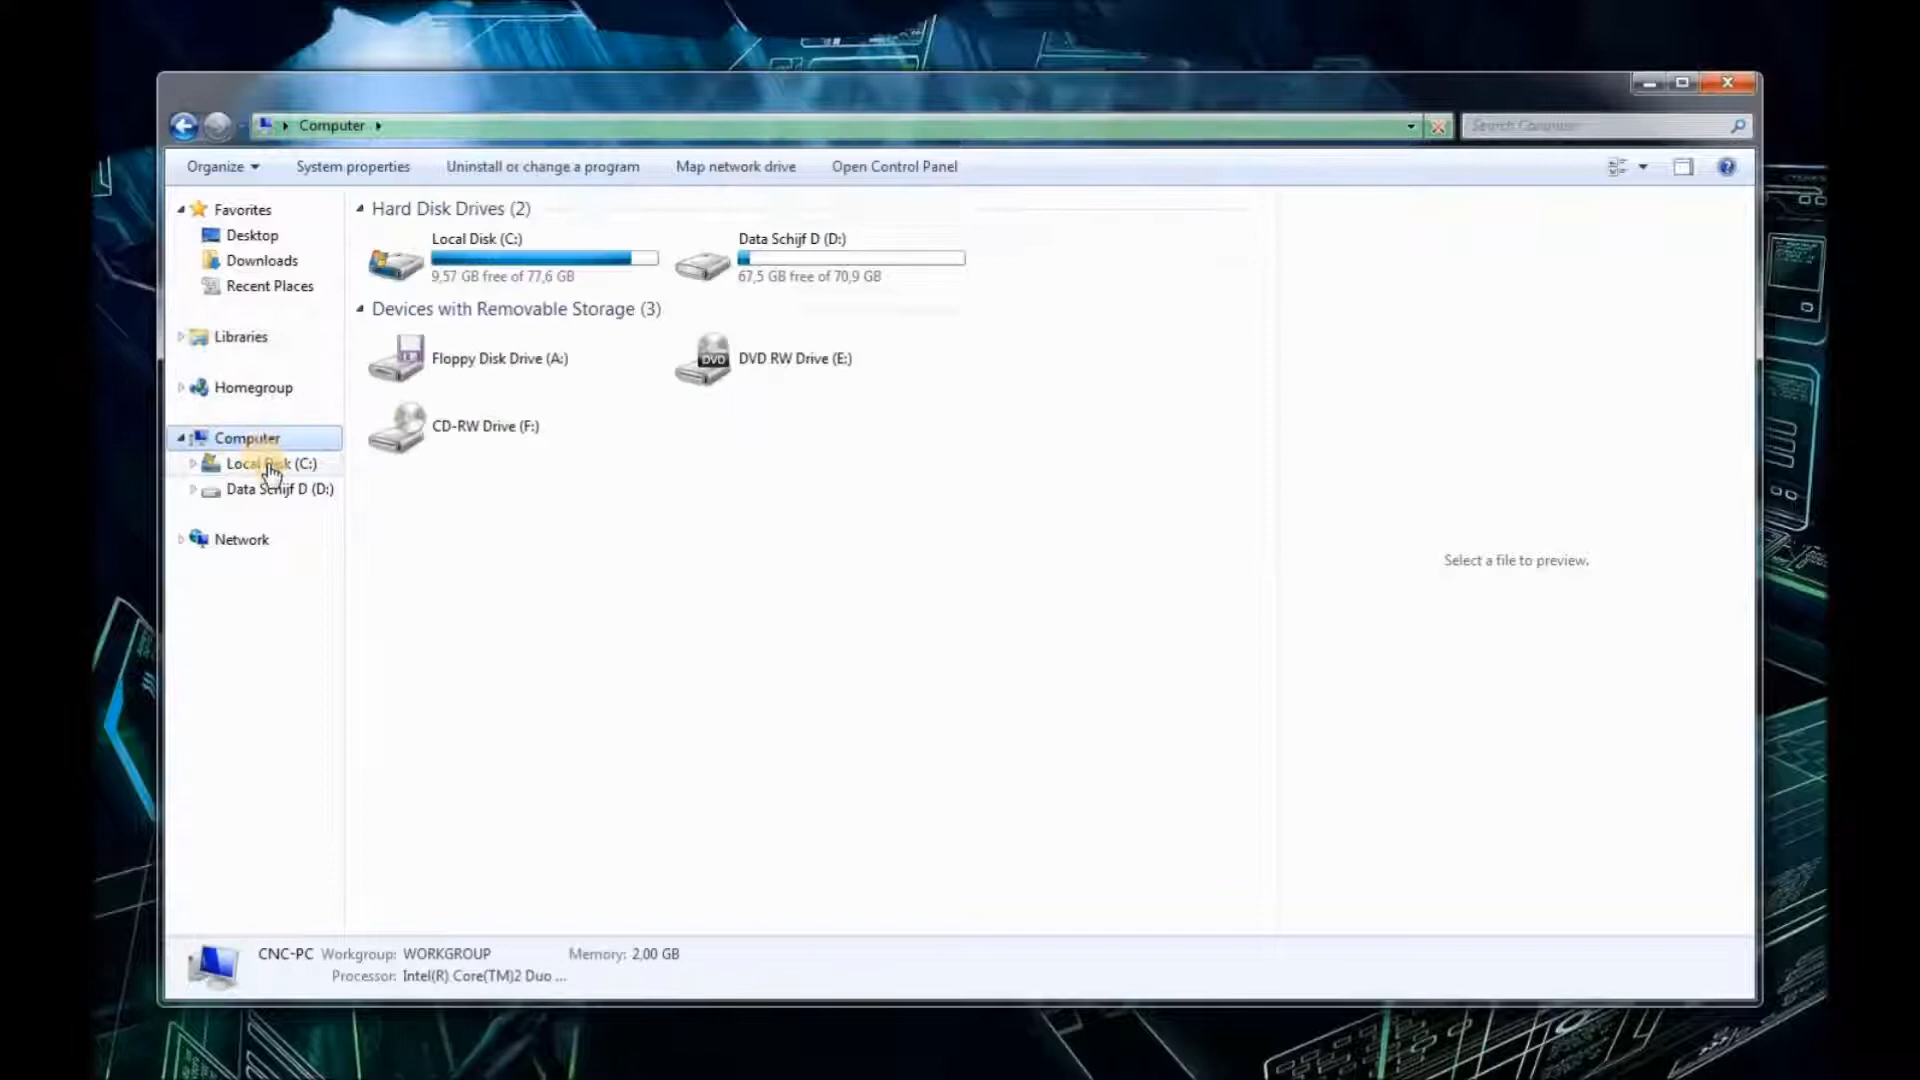 Computer
Search Computer
Organize
System properties
Uninstall or change a program
Map network drive
Open Control Panel
Favorites
Desktop
Downloads
Recent Places
Libraries
Homegroup
Computer
Local Disk (C:)
Data Schijf D (D:)
Network
Hard Disk Drives (2)
Local Disk (C:)
9,57 GB free of 77,6 GB
Data Schijf D (D:)
67,5 GB free of 70,9 GB
Devices with Removable Storage (3)
Floppy Disk Drive (A:)
DVD
DVD RW Drive (E:)
CD-RW Drive (F:)
Select a file to preview.
CNC-PC Workgroup: WORKGROUP Memory: 2,00 GB
Processor: Intel(R) Core(TM)2 Duo ...